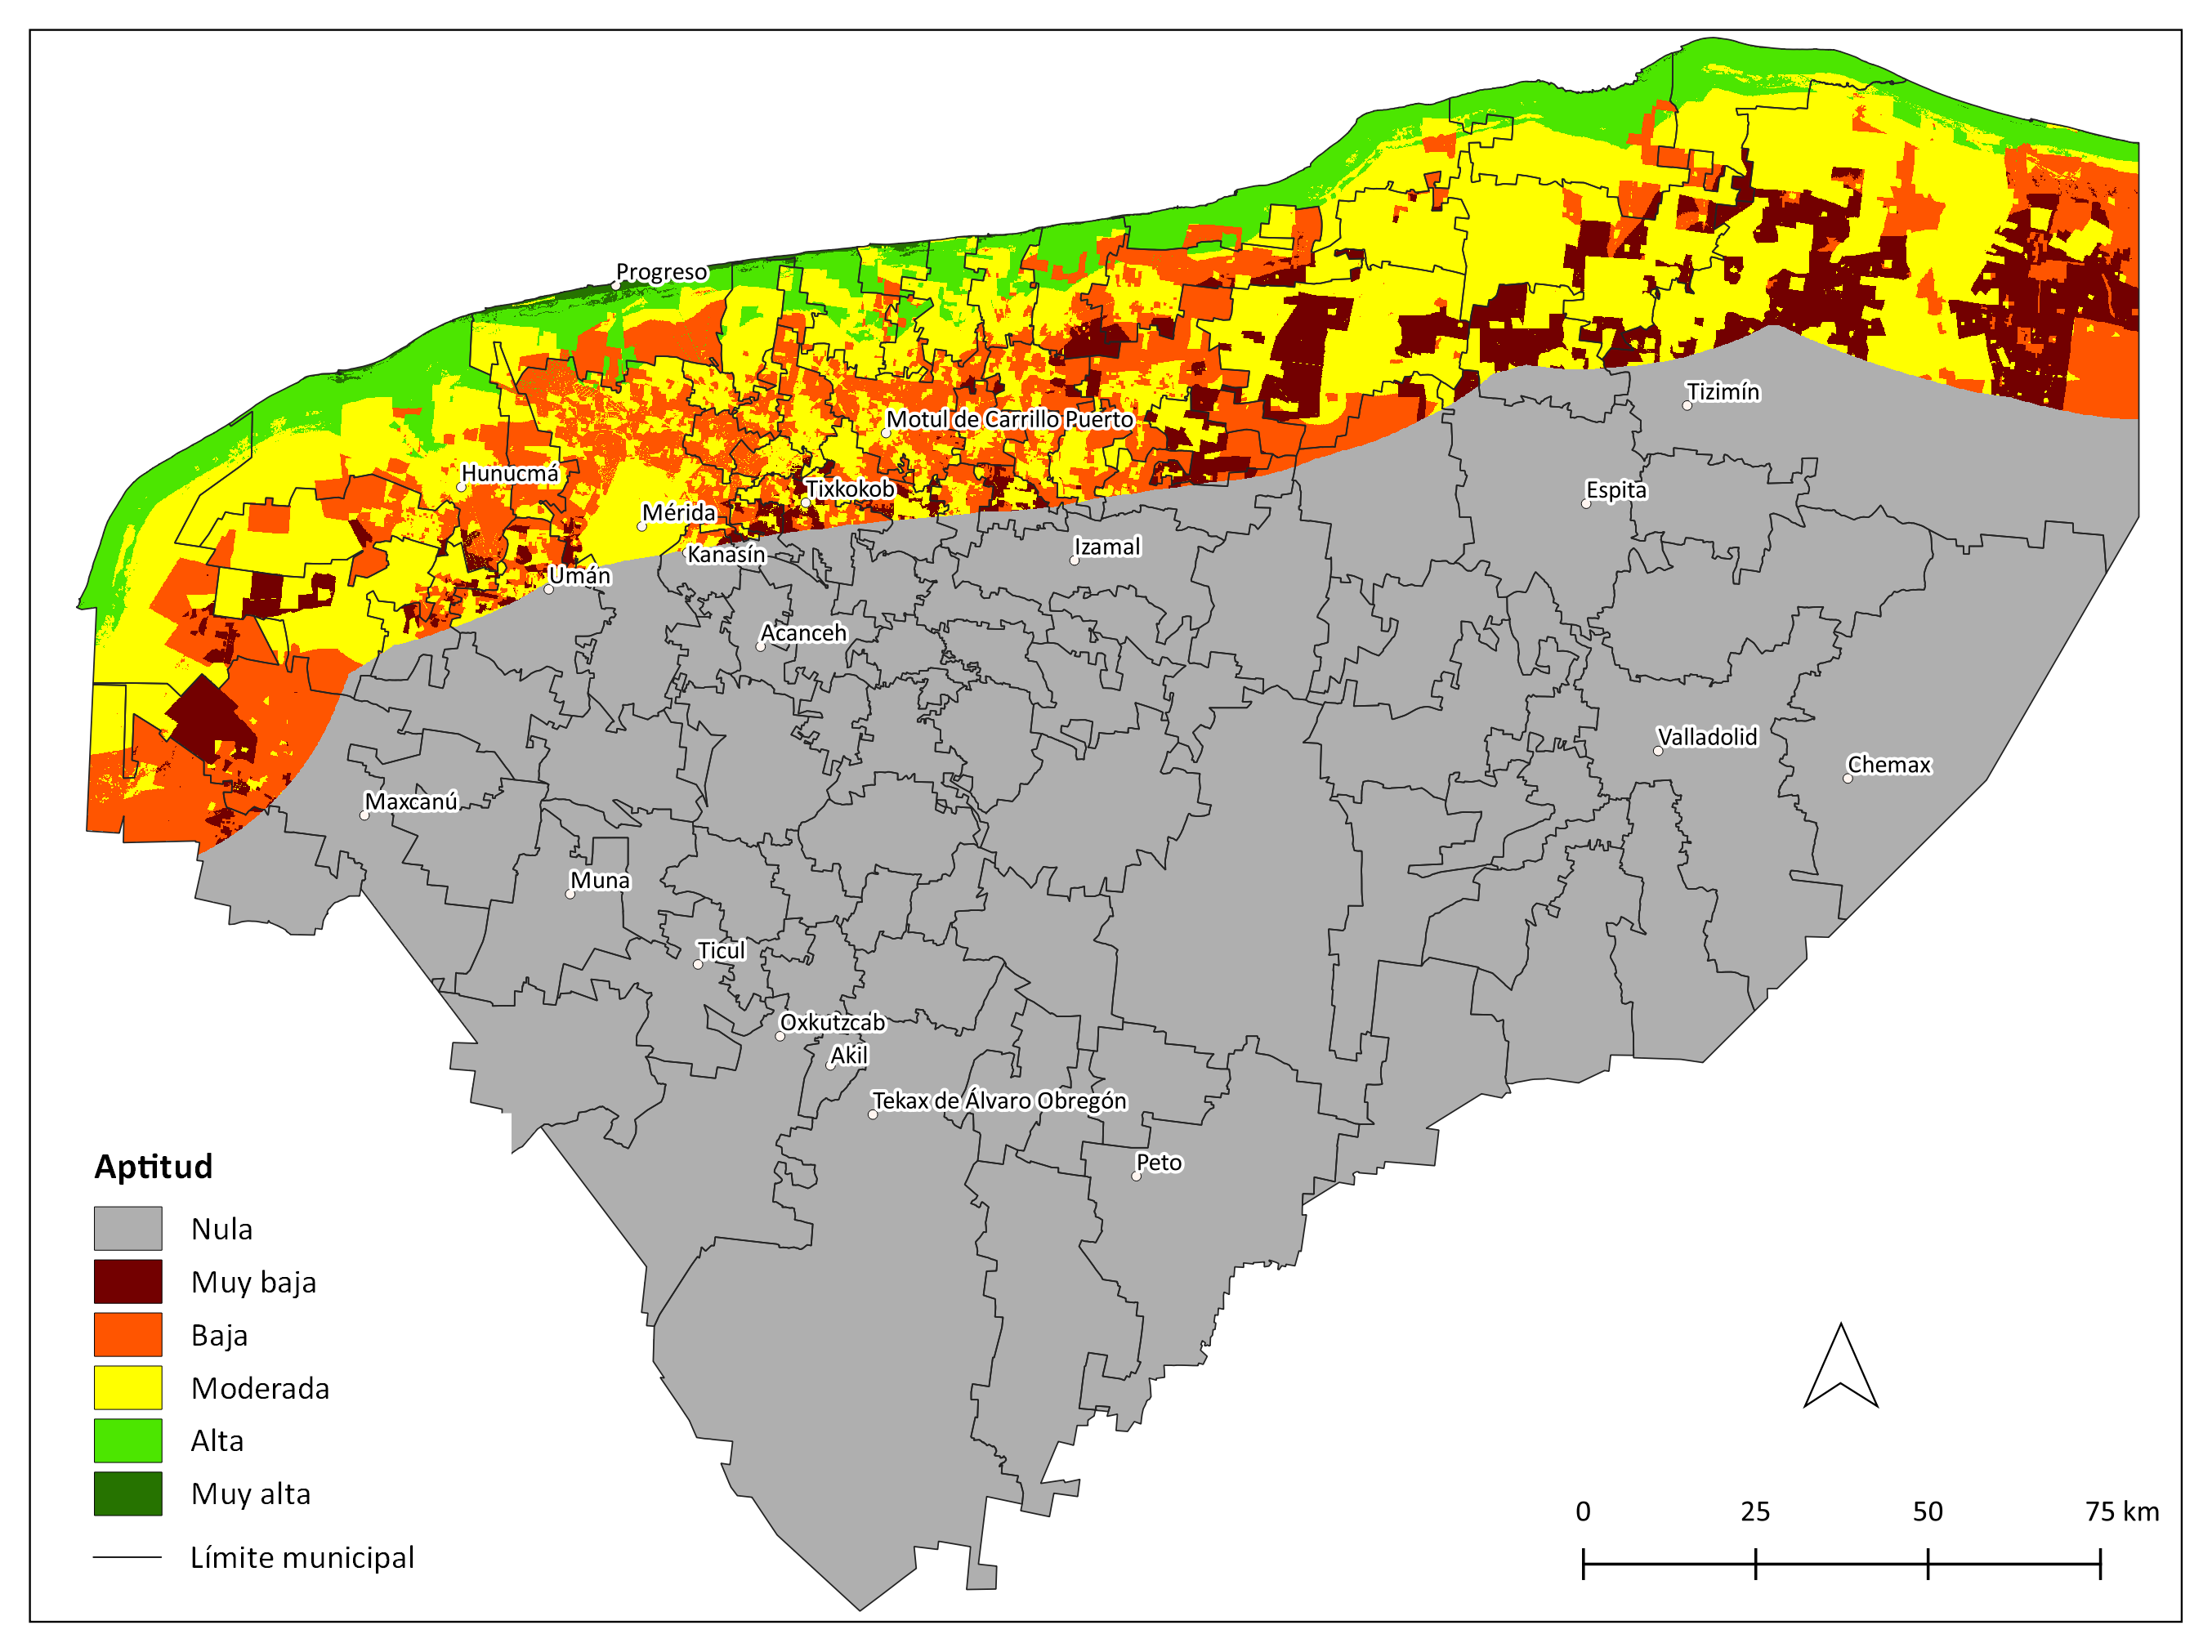 Progreso
Tizimín
Motul de Carrillo Puerto
Hunucmá
Tixkokob
Espita
Mérida
Izamal
Kanasín
Umán
Acanceh
Valladolid
Chemax
Maxcanú
Muna
Ticul
Oxkutzcab
Akil
Tekax de Álvaro Obregón
Peto
Aptitud
Nula
Muy baja
Baja
Moderada
Alta
Muy alta
Límite municipal
0 25 50 75 km